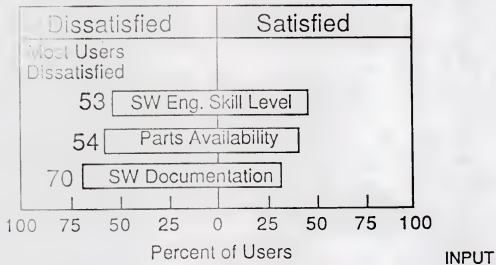 Dissatisfied Satisfied
Most Users
Dissatisfied
53 SW Eng. Skill Level
54 Parts Availability
70 SW Documentation
100 75 50 25 0 25 50 75 100
Percent of Users
INPUT